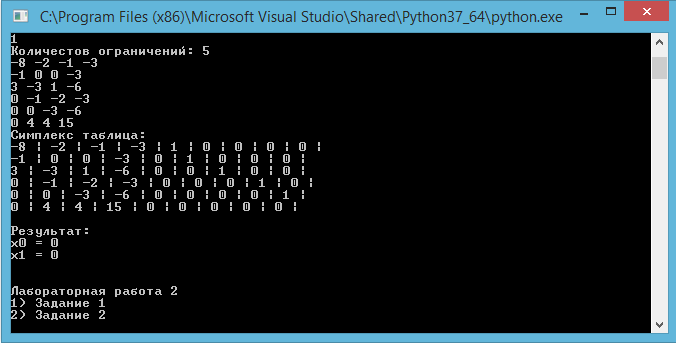 C:\Program Files (x86)\Microsoft Visual Studio\Shared\Python37_64\python.exe
1
Количестов ограничений: 5
-8 -2 -1 -3
-1 0 0 -3
3 -3 1 -6
0 -1 -2 -3
0 0 -3 -6
0 4 4 15
Симплекс таблица:
-8 ¦ -2 ¦ -1 ¦ -3 ¦ 1 ¦ 0 ¦ 0 ¦ 0 ¦ 0 ¦
-1 ¦ 0 ¦ 0 ¦ -3 ¦ 0 ¦ 1 ¦ 0 ¦ 0 ¦ 0 ¦
3 ¦ -3 ¦ 1 ¦ -6 ¦ 0 ¦ 0 ¦ 1 ¦ 0 ¦ 0 ¦
0 ¦ -1 ¦ -2 ¦ -3 ¦ 0 ¦ 0 ¦ 0 ¦ 1 ¦ 0 ¦
0 ¦ 0 ¦ -3 ¦ -6 ¦ 0 ¦ 0 ¦ 0 ¦ 0 ¦ 1 ¦
0 ¦ 4 ¦ 4 ¦ 15 ¦ 0 ¦ 0 ¦ 0 ¦ 0 ¦ 0 ¦
Результат:
x0 = 0
x1 = 0
Лабораторная работа 2
1) Задание 1
2) Задание 2